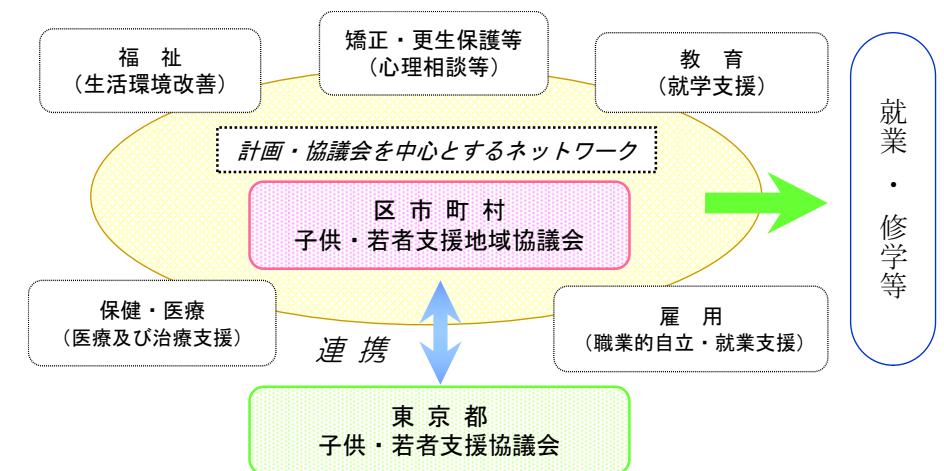 福　祉
（生活環境改善）
矯正・更生保護等
（心理相談等）
教　育
（就学支援）
計画・協議会を中心とするネットワーク
区 市 町 村
子供・若者支援地域協議会
就業・修学等
保健・医療
（医療及び治療支援）
雇　用
（職業的自立・就業支援）
連 携
東 京 都
子供・若者支援協議会